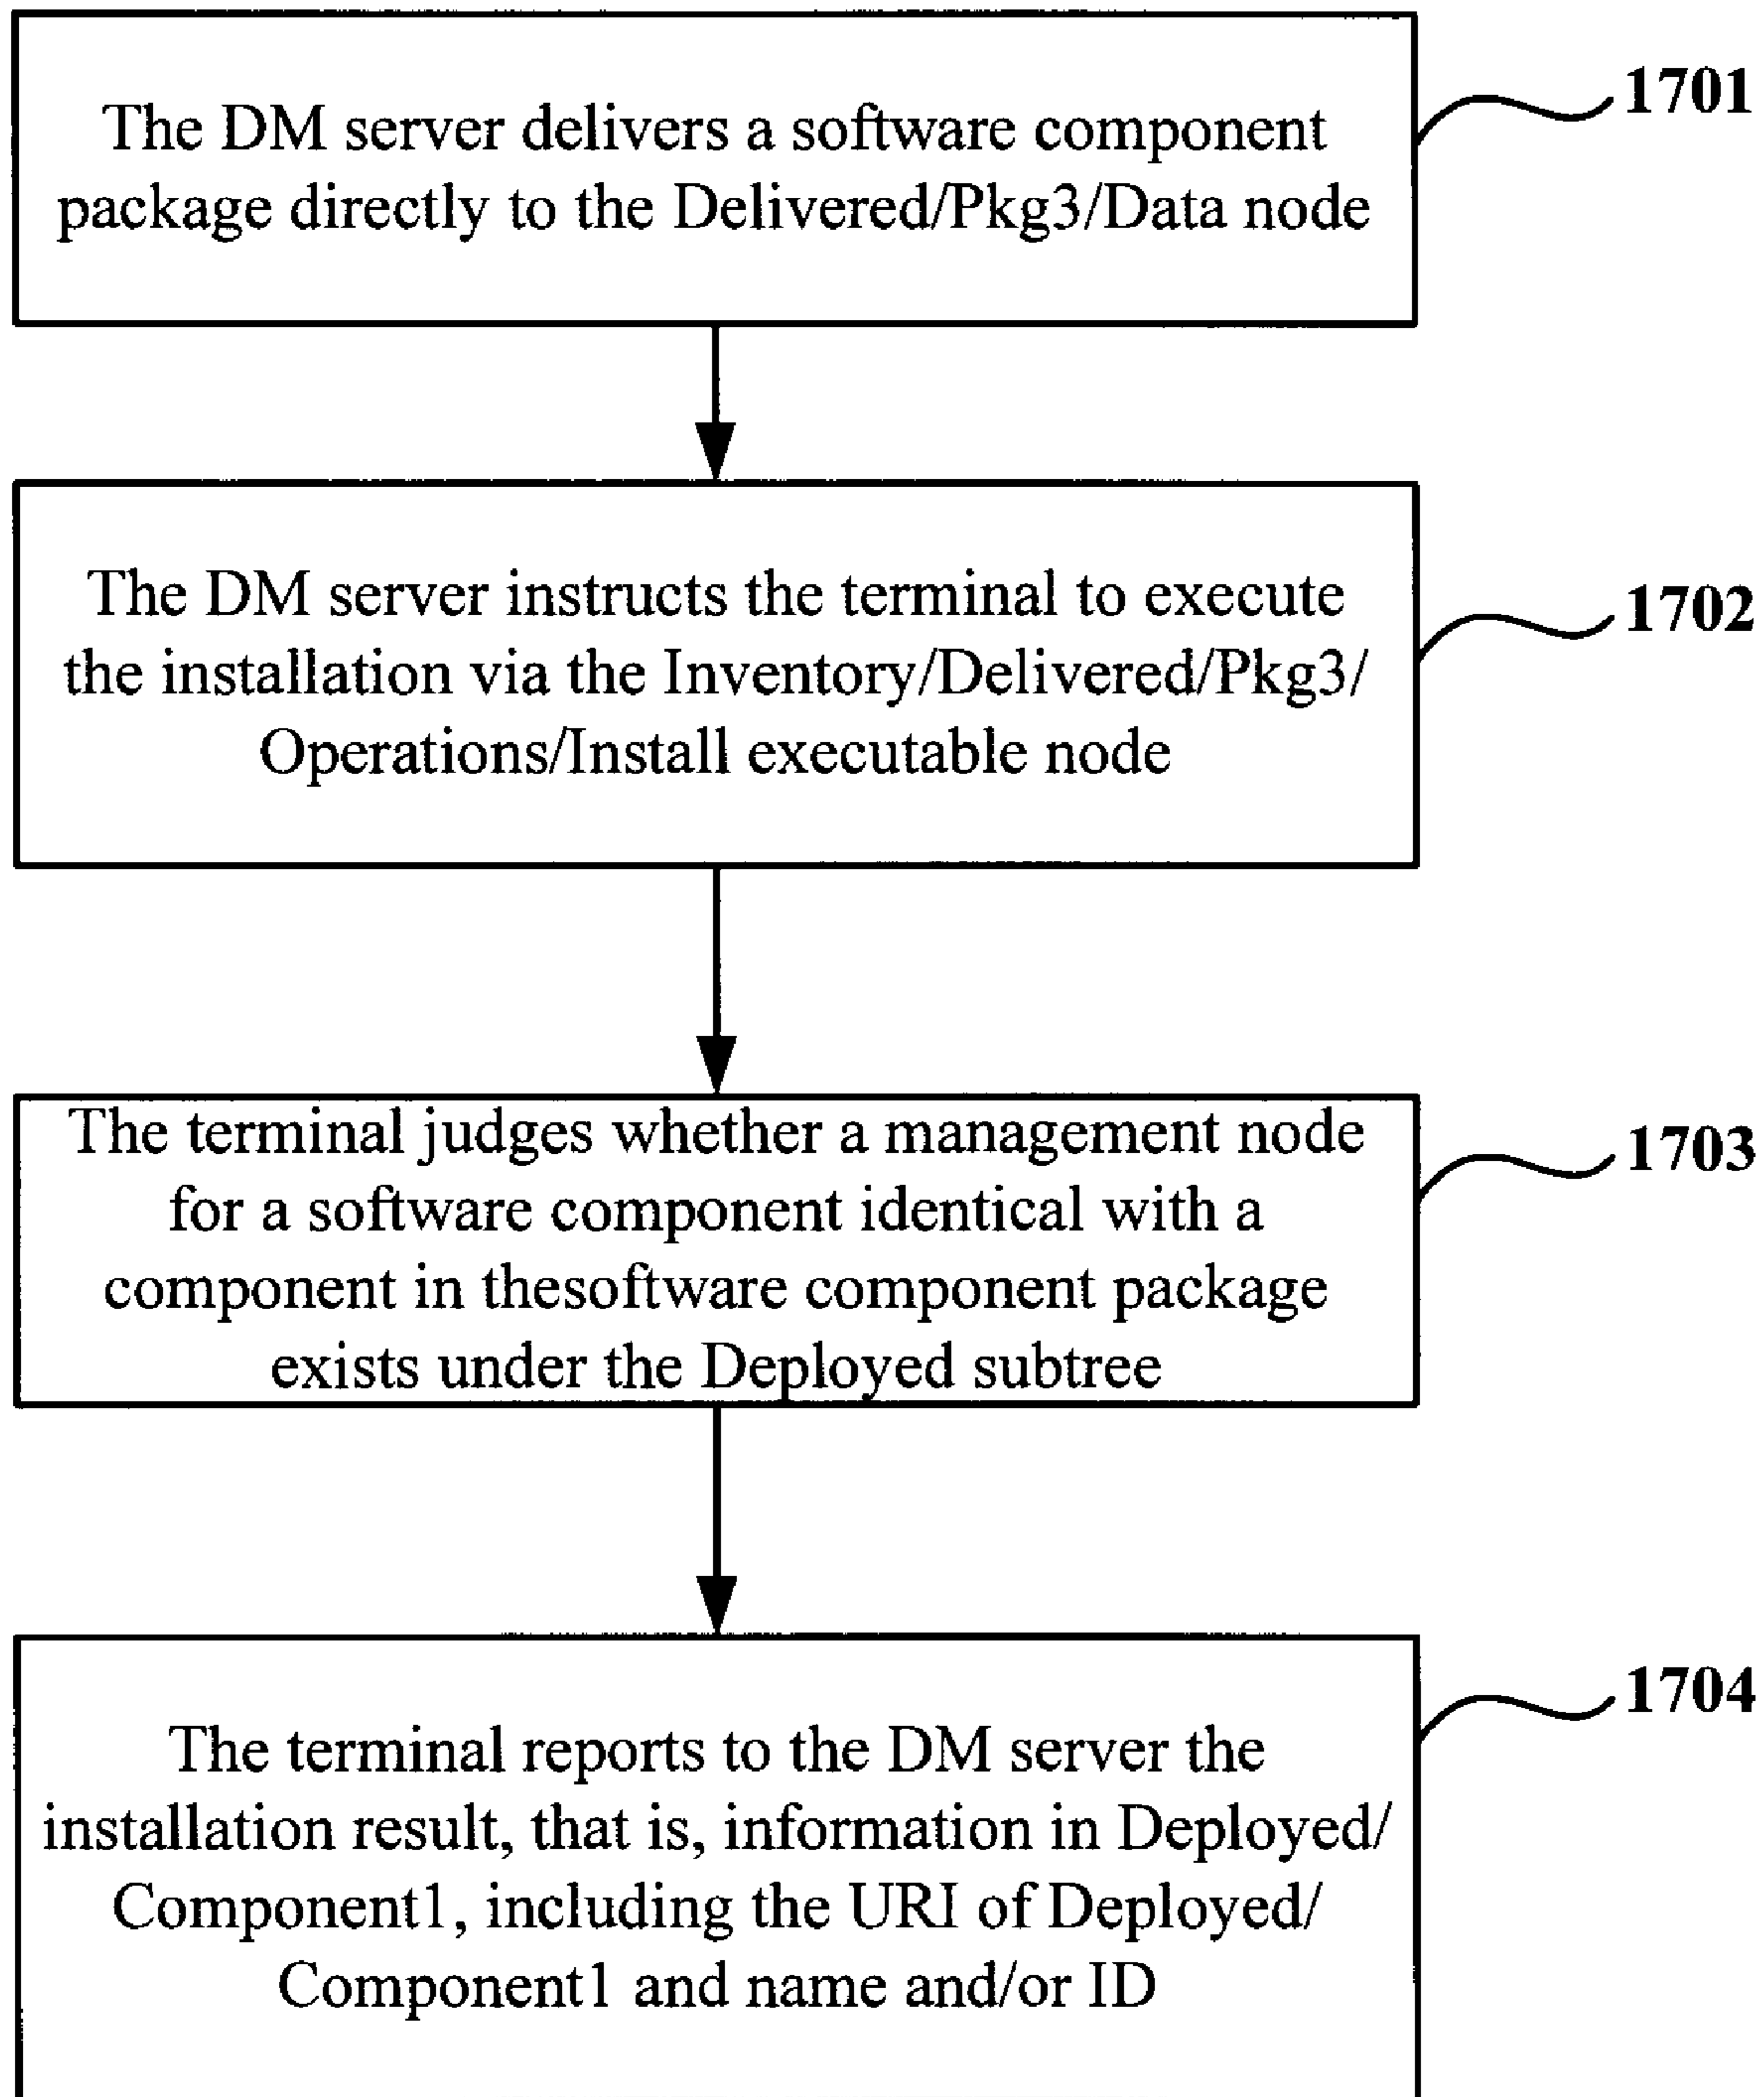 The DM server delivers a software component
package directly to the Delivered/Pkg3/Data node
1701
The DM server instructs the terminal to execute
the installation via the Inventory/Delivered/Pkg3/
Operations/Install executable node
1702
The terminal judges whether a management node
for a software component identical with a
component in thesoftware component package
exists under the Deployed subtree
1703
The terminal reports to the DM server the
installation result, that is, information in Deployed/
Component1, including the URI of Deployed/
Component1 and name and/or ID
1704